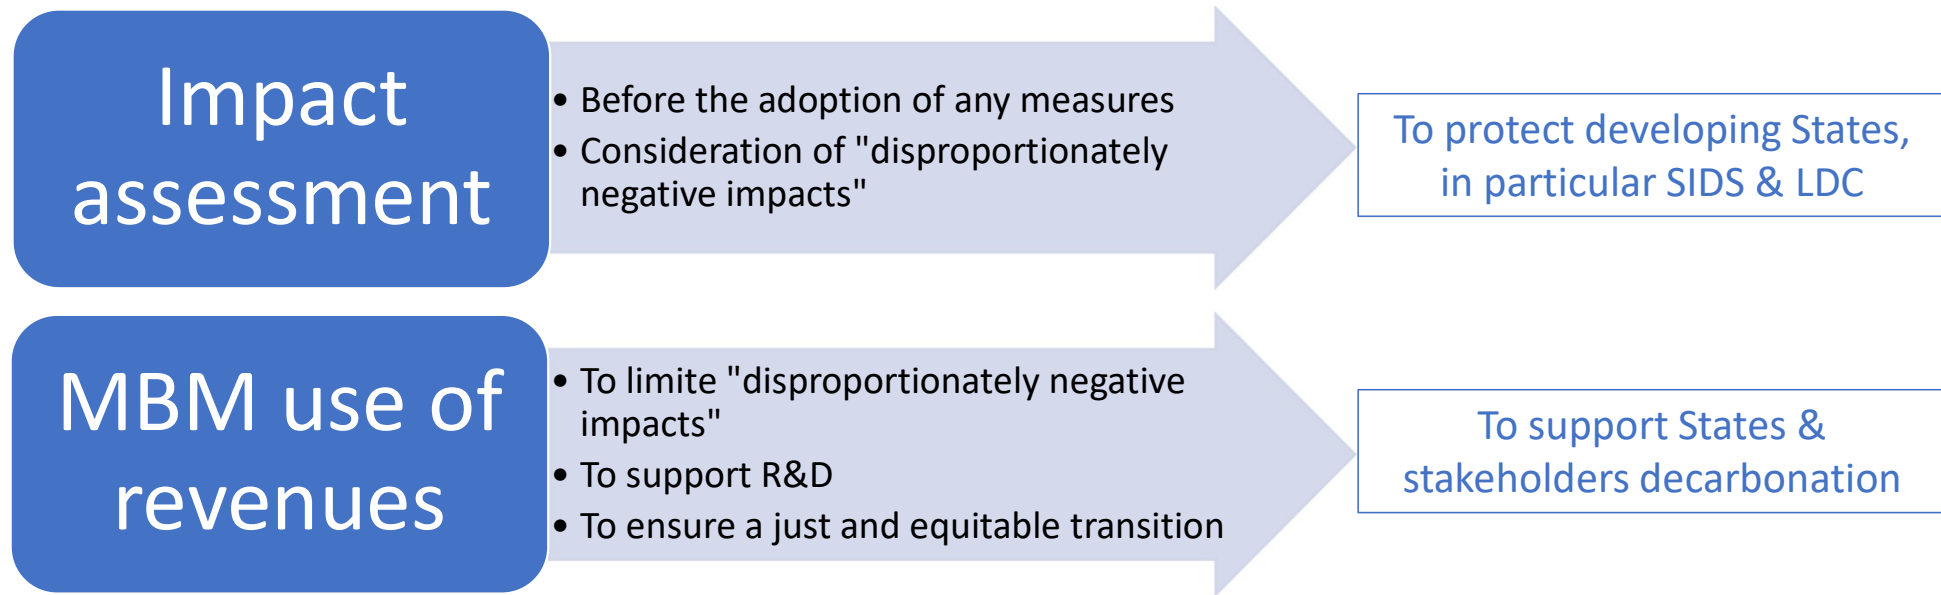 Impact
assessment
• Before the adoption of any measures
• Consideration of "disproportionately
negative impacts"
To protect developing States,
in particular SIDS & LDC
MBM use of
revenues
• To limite "disproportionately negative
impacts"
• To support R&D
• To ensure a just and equitable transition
To support States &
stakeholders decarbonation